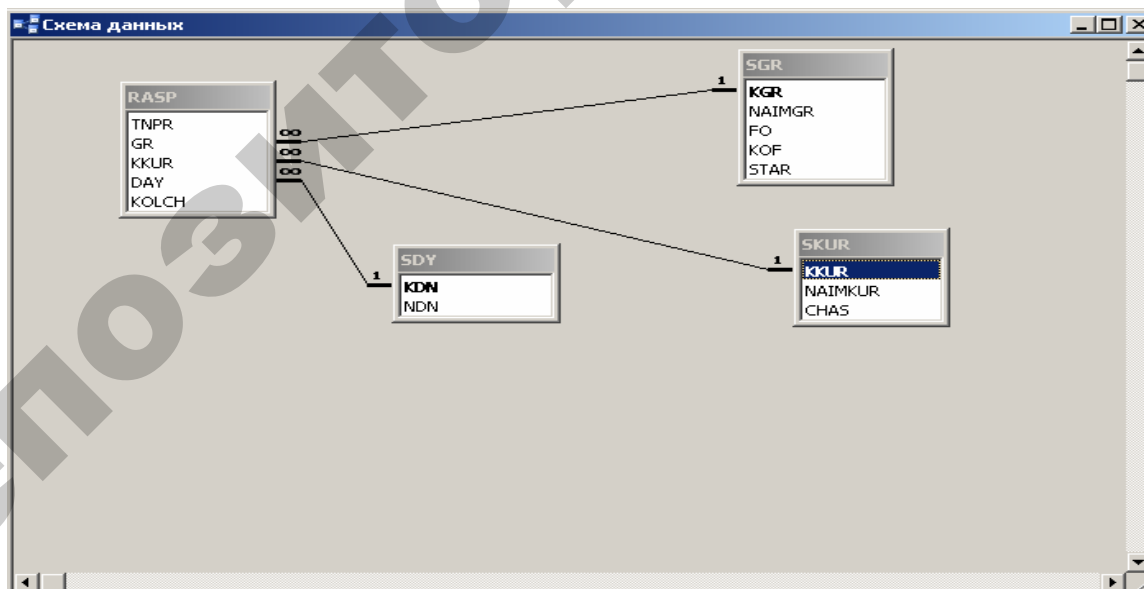 Схема данных
RASP
TNPR
GR
KKUR
DAY
KOLCH
∞
∞
∞
1
SGR
KGR
NAIMGR
FO
KOF
STAR
1
SDY
KDN
NDN
1
SKUR
KKUR
NAIMKUR
CHAS